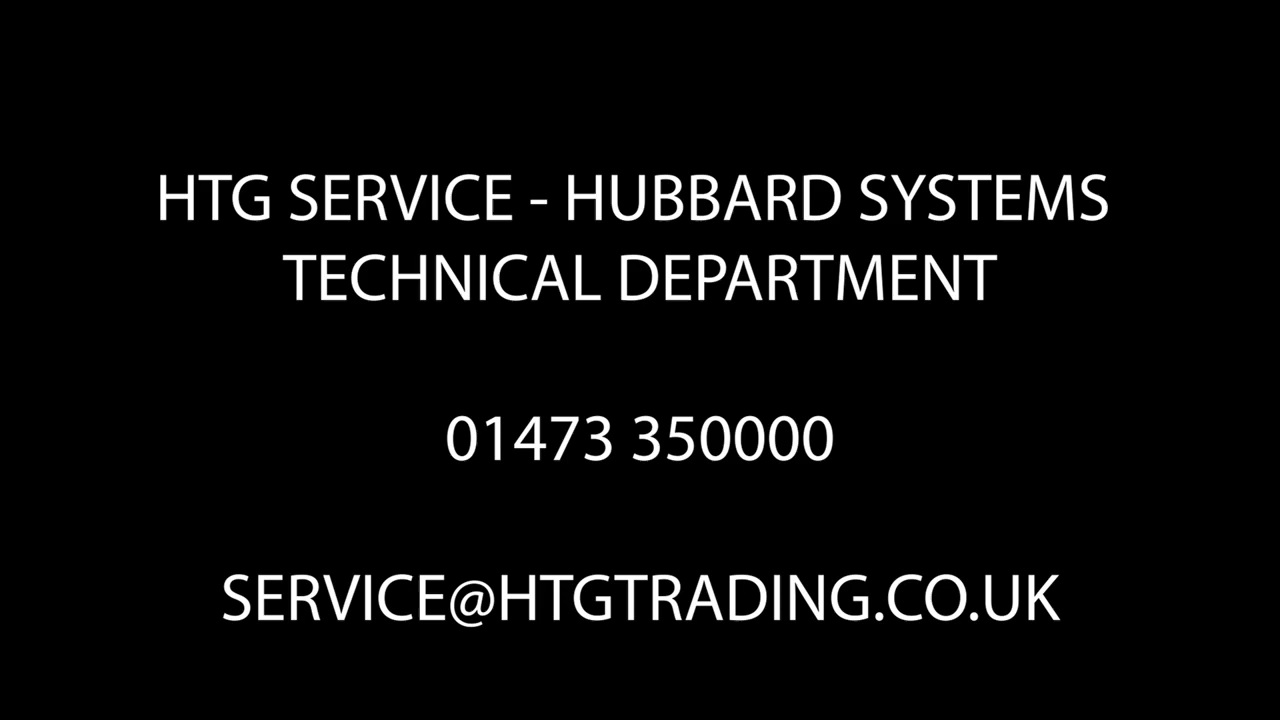 HTG SERVICE - HUBBARD SYSTEMS
TECHNICAL DEPARTMENT
01473 350000
SERVICE@HTGTRADING.CO.UK